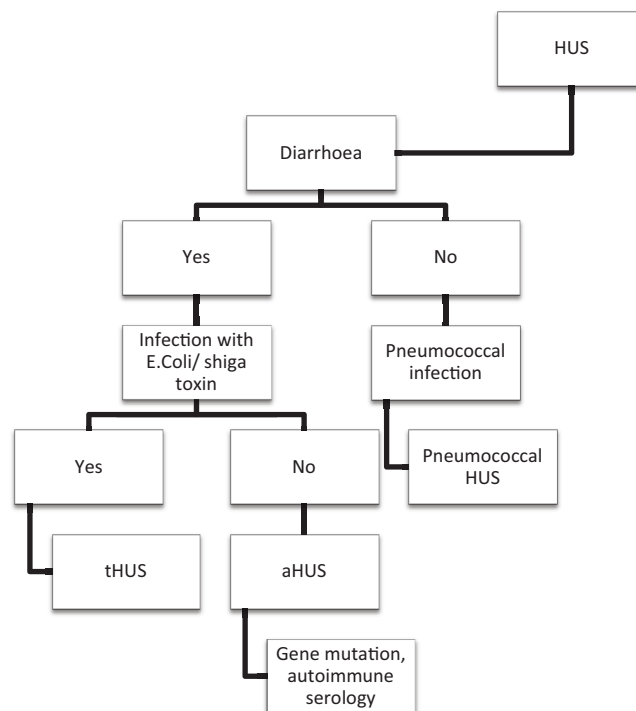 HUS
Diarrhoea
Yes
No
Infection with
E.Coli/ shiga
toxin
Pneumococcal
infection
Yes
No
Pneumococcal
HUS
tHUS
aHUS
Gene mutation,
autoimmune
serology